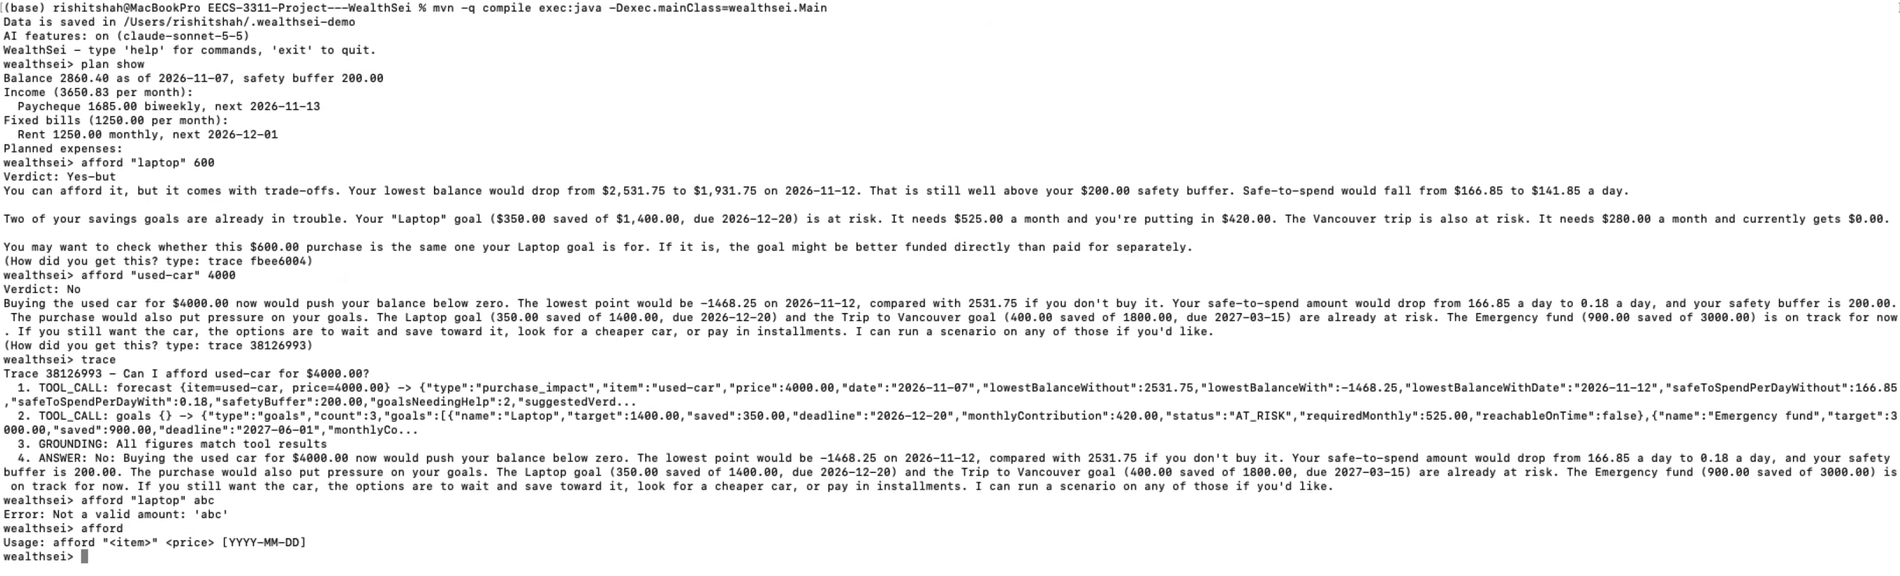 (base) rishitshah@MacBookPro EECS-3311-Project---WealthSei % mvn -q compile exec:java -Dexec.mainClass=wealthsei.Main
Data is saved in /Users/rishitshah/.wealthsei-demo
AI features: on (claude-sonnet-5-5)
WealthSei - type 'help' for commands, 'exit' to quit.
wealthsei> plan show
Balance 2860.40 as of 2026-11-07, safety buffer 200.00
Income (3650.83 per month):
  Paycheque 1685.00 biweekly, next 2026-11-13
Fixed bills (1250.00 per month):
  Rent 1250.00 monthly, next 2026-12-01
Planned expenses:
wealthsei> afford "laptop" 600
Verdict: Yes-but
You can afford it, but it comes with trade-offs. Your lowest balance would drop from $2,531.75 to $1,931.75 on 2026-11-12. That is still well above your $200.00 safety buffer. Safe-to-spend would fall from $166.85 to $141.85 a day.

Two of your savings goals are already in trouble. Your "Laptop" goal ($350.00 saved of $1,400.00, due 2026-12-20) is at risk. It needs $525.00 a month and you're putting in $420.00. The Vancouver trip is also at risk. It needs $280.00 a month and currently gets $0.00.

You may want to check whether this $600.00 purchase is the same one your Laptop goal is for. If it is, the goal might be better funded directly than paid for separately.
(How did you get this? type: trace fbee6004)
wealthsei> afford "used-car" 4000
Verdict: No
Buying the used car for $4000.00 now would push your balance below zero. The lowest point would be -1468.25 on 2026-11-12, compared with 2531.75 if you don't buy it. Your safe-to-spend amount would drop from 166.85 a day to 0.18 a day, and your safety buffer is 200.00.
 The purchase would also put pressure on your goals. The Laptop goal (350.00 saved of 1400.00, due 2026-12-20) and the Trip to Vancouver goal (400.00 saved of 1800.00, due 2027-03-15) are already at risk. The Emergency fund (900.00 saved of 3000.00) is on track for now
. If you still want the car, the options are to wait and save toward it, look for a cheaper car, or pay in installments. I can run a scenario on any of those if you'd like.
(How did you get this? type: trace 38126993)
wealthsei> trace
Trace 38126993 - Can I afford used-car for $4000.00?
  1. TOOL_CALL: forecast {item=used-car, price=4000.00} -> {"type":"purchase_impact","item":"used-car","price":4000.00,"date":"2026-11-07","lowestBalanceWithout":2531.75,"lowestBalanceWith":-1468.25,"lowestBalanceWithDate":"2026-11-12","safeToSpendPerDayWithout":166.85
,"safeToSpendPerDayWith":0.18,"safetyBuffer":200.00,"goalsNeedingHelp":2,"suggestedVerd...
  2. TOOL_CALL: goals {} -> {"type":"goals","count":3,"goals":[{"name":"Laptop","target":1400.00,"saved":350.00,"deadline":"2026-12-20","monthlyContribution":420.00,"status":"AT_RISK","requiredMonthly":525.00,"reachableOnTime":false},{"name":"Emergency fund","target":3
000.00,"saved":900.00,"deadline":"2027-06-01","monthlyCo...
  3. GROUNDING: All figures match tool results
  4. ANSWER: No: Buying the used car for $4000.00 now would push your balance below zero. The lowest point would be -1468.25 on 2026-11-12, compared with 2531.75 if you don't buy it. Your safe-to-spend amount would drop from 166.85 a day to 0.18 a day, and your safety
buffer is 200.00. The purchase would also put pressure on your goals. The Laptop goal (350.00 saved of 1400.00, due 2026-12-20) and the Trip to Vancouver goal (400.00 saved of 1800.00, due 2027-03-15) are already at risk. The Emergency fund (900.00 saved of 3000.00) is
 on track for now. If you still want the car, the options are to wait and save toward it, look for a cheaper car, or pay in installments. I can run a scenario on any of those if you'd like.
wealthsei> afford "laptop" abc
Error: Not a valid amount: 'abc'
wealthsei> afford
Usage: afford "<item>" <price> [YYYY-MM-DD]
wealthsei>